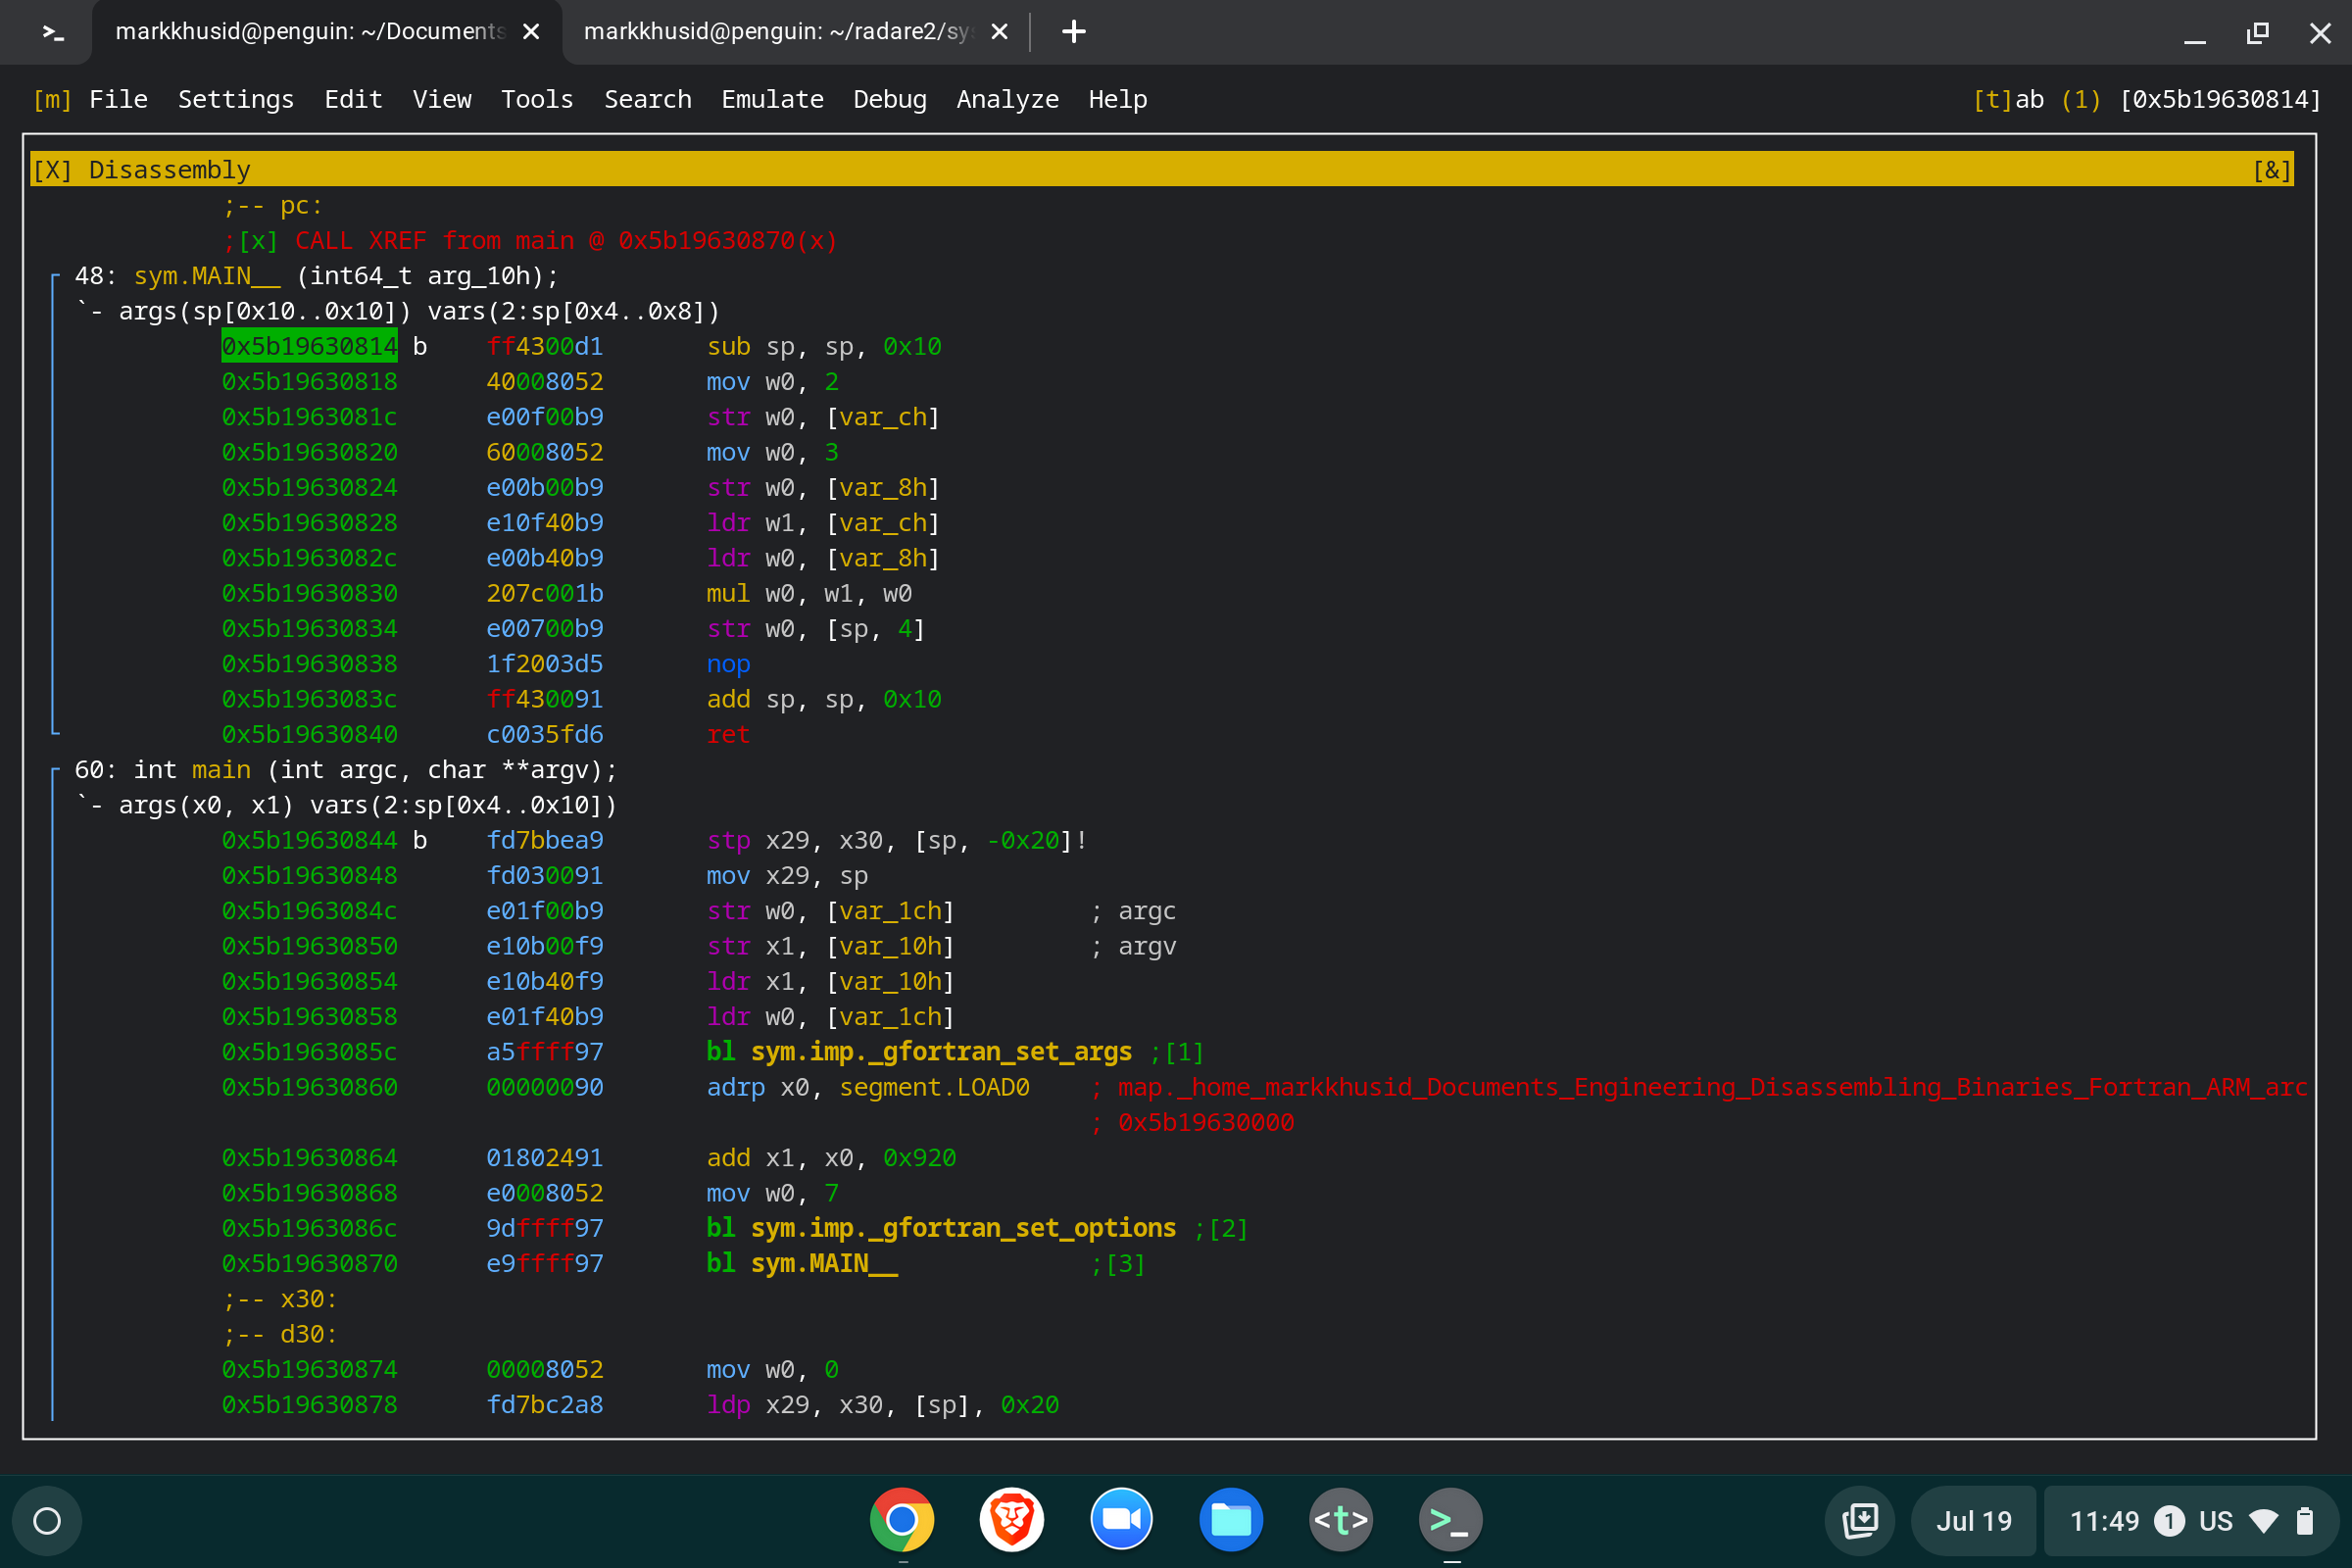 >_ markkhusid@penguin: ~/Documents × markkhusid@penguin: ~/radare2/sys × +
[m] File Settings Edit View Tools Search Emulate Debug Analyze Help [t]ab (1) [0x5b19630814]
[X] Disassembly [&]
;-- pc:
;[x] CALL XREF from main @ 0x5b19630870(x)
┌ 48: sym.MAIN__ (int64_t arg_10h);
`- args(sp[0x10..0x10]) vars(2:sp[0x4..0x8])
0x5b19630814 b ff4300d1 sub sp, sp, 0x10
0x5b19630818 40008052 mov w0, 2
0x5b1963081c e00f00b9 str w0, [var_ch]
0x5b19630820 60008052 mov w0, 3
0x5b19630824 e00b00b9 str w0, [var_8h]
0x5b19630828 e10f40b9 ldr w1, [var_ch]
0x5b1963082c e00b40b9 ldr w0, [var_8h]
0x5b19630830 207c001b mul w0, w1, w0
0x5b19630834 e00700b9 str w0, [sp, 4]
0x5b19630838 1f2003d5 nop
0x5b1963083c ff430091 add sp, sp, 0x10
└ 0x5b19630840 c0035fd6 ret
┌ 60: int main (int argc, char **argv);
`- args(x0, x1) vars(2:sp[0x4..0x10])
0x5b19630844 b fd7bbea9 stp x29, x30, [sp, -0x20]!
0x5b19630848 fd030091 mov x29, sp
0x5b1963084c e01f00b9 str w0, [var_1ch] ; argc
0x5b19630850 e10b00f9 str x1, [var_10h] ; argv
0x5b19630854 e10b40f9 ldr x1, [var_10h]
0x5b19630858 e01f40b9 ldr w0, [var_1ch]
0x5b1963085c a5ffff97 bl sym.imp._gfortran_set_args ;[1]
0x5b19630860 00000090 adrp x0, segment.LOAD0 ; map._home_markkhusid_Documents_Engineering_Disassembling_Binaries_Fortran_ARM_arc
; 0x5b19630000
0x5b19630864 01802491 add x1, x0, 0x920
0x5b19630868 e0008052 mov w0, 7
0x5b1963086c 9dffff97 bl sym.imp._gfortran_set_options ;[2]
0x5b19630870 e9ffff97 bl sym.MAIN__ ;[3]
;-- x30:
;-- d30:
0x5b19630874 00008052 mov w0, 0
0x5b19630878 fd7bc2a8 ldp x29, x30, [sp], 0x20
<t> >_ Jul 19 11:49 1 US